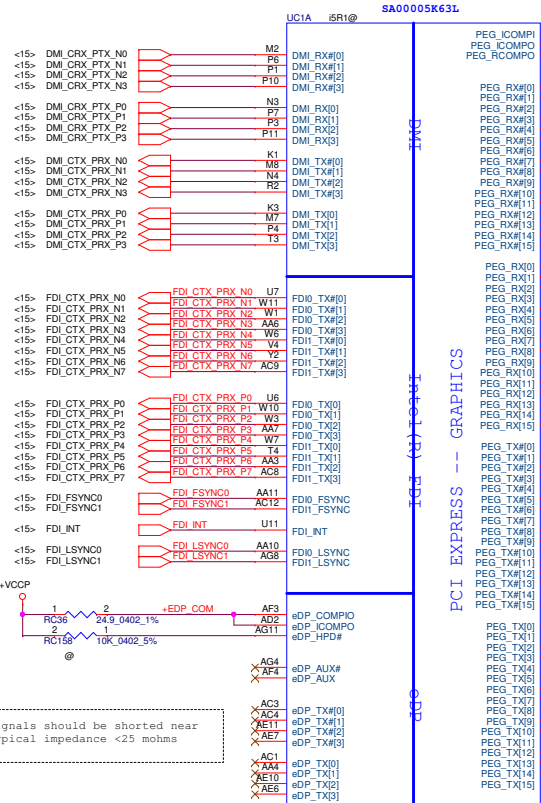 SA00005K63L
UC1A i5R1@
<15> DMI_CRX_PTX_N0 M2 DMI_RX#[0]
<15> DMI_CRX_PTX_N1 P6 DMI_RX#[1]
<15> DMI_CRX_PTX_N2 P1 DMI_RX#[2]
<15> DMI_CRX_PTX_N3 P10 DMI_RX#[3]
<15> DMI_CRX_PTX_P0 N3 DMI_RX[0]
<15> DMI_CRX_PTX_P1 P7 DMI_RX[1]
<15> DMI_CRX_PTX_P2 P3 DMI_RX[2]
<15> DMI_CRX_PTX_P3 P11 DMI_RX[3]
<15> DMI_CTX_PRX_N0 K1 DMI_TX#[0]
<15> DMI_CTX_PRX_N1 M8 DMI_TX#[1]
<15> DMI_CTX_PRX_N2 N4 DMI_TX#[2]
<15> DMI_CTX_PRX_N3 R2 DMI_TX#[3]
<15> DMI_CTX_PRX_P0 K3 DMI_TX[0]
<15> DMI_CTX_PRX_P1 M7 DMI_TX[1]
<15> DMI_CTX_PRX_P2 P4 DMI_TX[2]
<15> DMI_CTX_PRX_P3 T3 DMI_TX[3]
<15> FDI_CTX_PRX_N0 FDI_CTX_PRX_N0 U7 FDI0_TX#[0]
<15> FDI_CTX_PRX_N1 FDI_CTX_PRX_N1 W11 FDI0_TX#[1]
<15> FDI_CTX_PRX_N2 FDI_CTX_PRX_N2 W1 FDI0_TX#[2]
<15> FDI_CTX_PRX_N3 FDI_CTX_PRX_N3 AA6 FDI0_TX#[3]
<15> FDI_CTX_PRX_N4 FDI_CTX_PRX_N4 W6 FDI1_TX#[0]
<15> FDI_CTX_PRX_N5 FDI_CTX_PRX_N5 V4 FDI1_TX#[1]
<15> FDI_CTX_PRX_N6 FDI_CTX_PRX_N6 Y2 FDI1_TX#[2]
<15> FDI_CTX_PRX_N7 FDI_CTX_PRX_N7 AC9 FDI1_TX#[3]
<15> FDI_CTX_PRX_P0 FDI_CTX_PRX_P0 U6 FDI0_TX[0]
<15> FDI_CTX_PRX_P1 FDI_CTX_PRX_P1 W10 FDI0_TX[1]
<15> FDI_CTX_PRX_P2 FDI_CTX_PRX_P2 W3 FDI0_TX[2]
<15> FDI_CTX_PRX_P3 FDI_CTX_PRX_P3 AA7 FDI0_TX[3]
<15> FDI_CTX_PRX_P4 FDI_CTX_PRX_P4 W7 FDI1_TX[0]
<15> FDI_CTX_PRX_P5 FDI_CTX_PRX_P5 T4 FDI1_TX[1]
<15> FDI_CTX_PRX_P6 FDI_CTX_PRX_P6 AA3 FDI1_TX[2]
<15> FDI_CTX_PRX_P7 FDI_CTX_PRX_P7 AC8 FDI1_TX[3]
<15> FDI_FSYNC0 FDI_FSYNC0 AA11 FDI0_FSYNC
<15> FDI_FSYNC1 FDI_FSYNC1 AC12 FDI1_FSYNC
<15> FDI_INT FDI_INT U11 FDI_INT
<15> FDI_LSYNC0 FDI_LSYNC0 AA10 FDI0_LSYNC
<15> FDI_LSYNC1 FDI_LSYNC1 AG8 FDI1_LSYNC
+VCCP
1 2 +EDP_COM AF3 eDP_COMPIO
RC36 24.9_0402_1% AD2 eDP_ICOMPO
2 1 AG11 eDP_HPD#
RC158 10K_0402_5%
@
AG4 eDP_AUX#
AF4 eDP_AUX
AC3 eDP_TX#[0]
AC4 eDP_TX#[1]
AE11 eDP_TX#[2]
AE7 eDP_TX#[3]
AC1 eDP_TX[0]
AA4 eDP_TX[1]
AE10 eDP_TX[2]
AE6 eDP_TX[3]
gnals should be shorted near
pical impedance <25 mohms
DMI
Intel(R) FDI
eDP
PCI EXPRESS -- GRAPHICS
PEG_ICOMPI
PEG_ICOMPO
PEG_RCOMPO
PEG_RX#[0]
PEG_RX#[1]
PEG_RX#[2]
PEG_RX#[3]
PEG_RX#[4]
PEG_RX#[5]
PEG_RX#[6]
PEG_RX#[7]
PEG_RX#[8]
PEG_RX#[9]
PEG_RX#[10]
PEG_RX#[11]
PEG_RX#[12]
PEG_RX#[13]
PEG_RX#[14]
PEG_RX#[15]
PEG_RX[0]
PEG_RX[1]
PEG_RX[2]
PEG_RX[3]
PEG_RX[4]
PEG_RX[5]
PEG_RX[6]
PEG_RX[7]
PEG_RX[8]
PEG_RX[9]
PEG_RX[10]
PEG_RX[11]
PEG_RX[12]
PEG_RX[13]
PEG_RX[14]
PEG_RX[15]
PEG_TX#[0]
PEG_TX#[1]
PEG_TX#[2]
PEG_TX#[3]
PEG_TX#[4]
PEG_TX#[5]
PEG_TX#[6]
PEG_TX#[7]
PEG_TX#[8]
PEG_TX#[9]
PEG_TX#[10]
PEG_TX#[11]
PEG_TX#[12]
PEG_TX#[13]
PEG_TX#[14]
PEG_TX#[15]
PEG_TX[0]
PEG_TX[1]
PEG_TX[2]
PEG_TX[3]
PEG_TX[4]
PEG_TX[5]
PEG_TX[6]
PEG_TX[7]
PEG_TX[8]
PEG_TX[9]
PEG_TX[10]
PEG_TX[11]
PEG_TX[12]
PEG_TX[13]
PEG_TX[14]
PEG_TX[15]